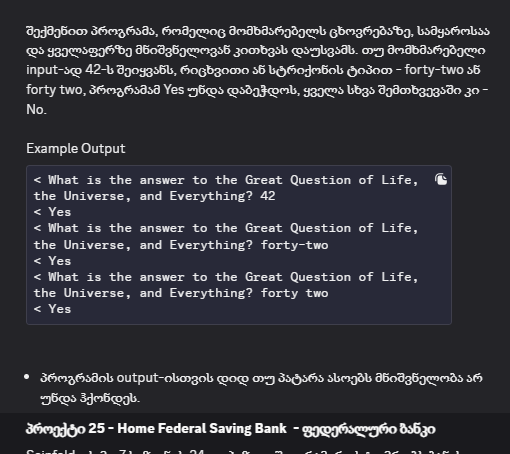 შექმენით პროგრამა, რომელიც მომხმარებელს ცხოვრებაზე, სამყაროსაა
და ყველაფერზე მნიშვნელოვან კითხვას დაუსვამს. თუ მომხმარებელი
input-ად 42-ს შეიყვანს, რიცხვითი ან სტრიქონის ტიპით - forty-two ან
forty two, პროგრამამ Yes უნდა დაბეჭდოს, ყველა სხვა შემთხვევაში კი -
No.
Example Output
< What is the answer to the Great Question of Life,
the Universe, and Everything? 42
< Yes
< What is the answer to the Great Question of Life,
the Universe, and Everything? forty-two
< Yes
< What is the answer to the Great Question of Life,
the Universe, and Everything? forty two
< Yes
• პროგრამის output-ისთვის დიდ თუ პატარა ასოებს მნიშვნელობა არ
უნდა ჰქონდეს.
პროექტი 25 - Home Federal Saving Bank - ფედერალური ბანკი